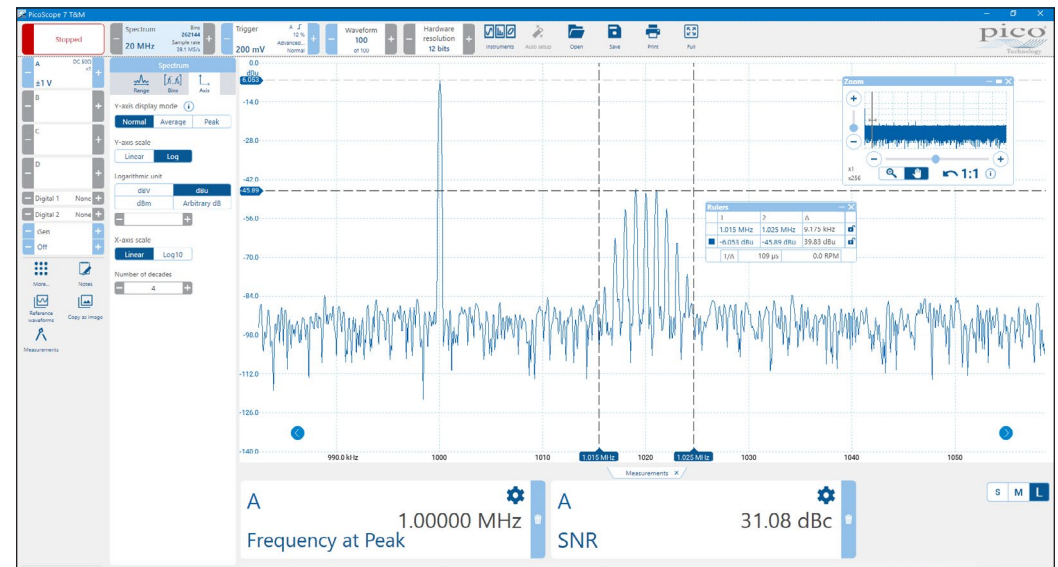 PicoScope 7 T&M
Stopped
Spectrum
20 MHz
Bins
262144
Sample rate
39.1 MS/s
Trigger
200 mV
A
12 %
Advanced...
Normal
Waveform
100
of 100
Hardware
resolution
12 bits
Instruments
Auto setup
Open
Save
Print
Full
pico
Technology
A
x1
±1 V
B
C
D
Digital 1 None
Digital 2 None
Gen
Off
More...
Notes
Reference
waveforms
Copy as image
Measurements
Spectrum
Range
Bins
Axis
Y-axis display mode
Normal Average Peak
Y-axis scale
Linear Log
Logarithmic unit
dBV dBu
dBm Arbitrary dB
X-axis scale
Linear Log10
Number of decades
4
0.0
dBu
-6.053
-14.0
-28.0
-42.0
-45.89
-56.0
-70.0
-84.0
-98.0
-112.0
-126.0
-140.0
990.0 kHz 1000 1010 1.015 MHz 1020 1.025 MHz 1030 1040 1050
Zoom
x1
x256
1:1
Rulers
1 2 Δ
1.015 MHz 1.025 MHz 9.175 kHz
-6.053 dBu -45.89 dBu 39.83 dBu
1/Δ 109 µs 0.0 RPM
Measurements
A
1.00000 MHz
Frequency at Peak
A
31.08 dBc
SNR
S M L